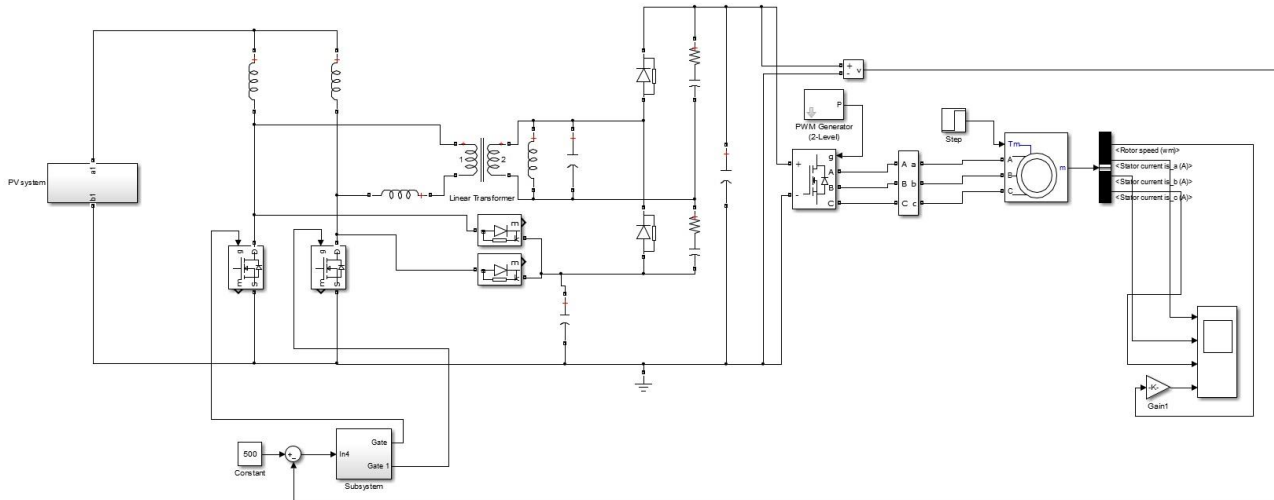 a1
PV system
b1
1
2
Linear Transformer
g
D
m
S
g
D
m
S
a
m
k
a
m
k
+
-
v
P
PWM Generator
(2-Level)
+
-
g
A
B
C
A a
B b
C c
Step
Tm
A
B
C
m
<Rotor speed (wm)>
<Stator current is_a (A)>
<Stator current is_b (A)>
<Stator current is_c (A)>
-K-
Gain1
500
Constant
In4
Gate
Gate 1
Subsystem